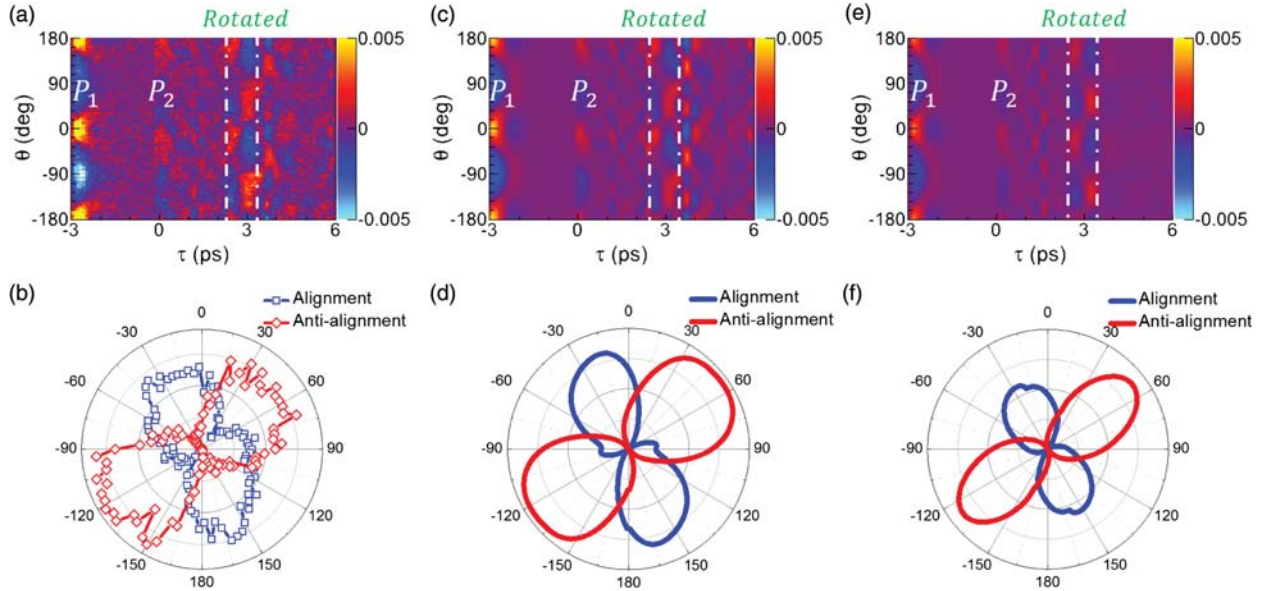 (a) Rotated (c) Rotated (e) Rotated
180 0.005 180 0.005 180 0.005
90 90 90
P1 P2 P1 P2 P1 P2
θ (deg) 0 0 θ (deg) 0 0 θ (deg) 0 0
-90 -90 -90
-180 -0.005 -180 -0.005 -180 -0.005
-3 0 3 6 -3 0 3 6 -3 0 3 6
τ (ps) τ (ps) τ (ps)
(b) Alignment (d) Alignment (f) Alignment
Anti-alignment Anti-alignment Anti-alignment
0 0 0
-30 30 -30 30 -30 30
-60 60 -60 60 -60 60
-90 90 -90 90 -90 90
-120 120 -120 120 -120 120
-150 150 -150 150 -150 150
180 180 180